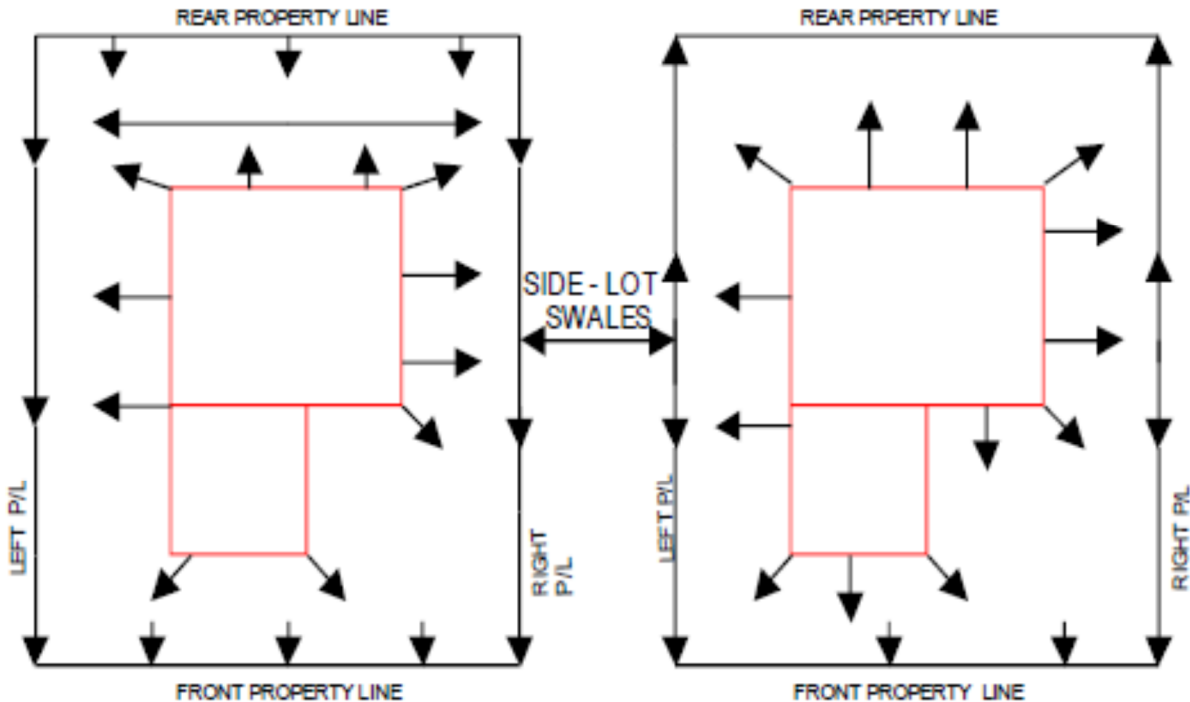 REAR PROPERTY LINE
REAR PRPERTY LINE
SIDE - LOT
SWALES
LEFT P/L
RIGHT
P/L
LEFT P/L
RIGHT P/L
FRONT PROPERTY LINE
FRONT PROPERTY LINE